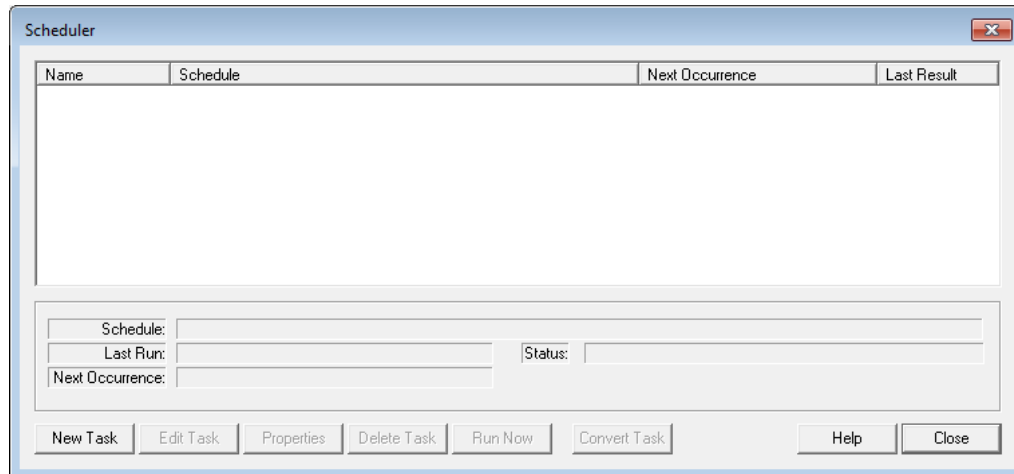 Scheduler
Name Schedule Next Occurrence Last Result
Schedule:
Last Run: Status:
Next Occurrence:
New Task Edit Task Properties Delete Task Run Now Convert Task Help Close